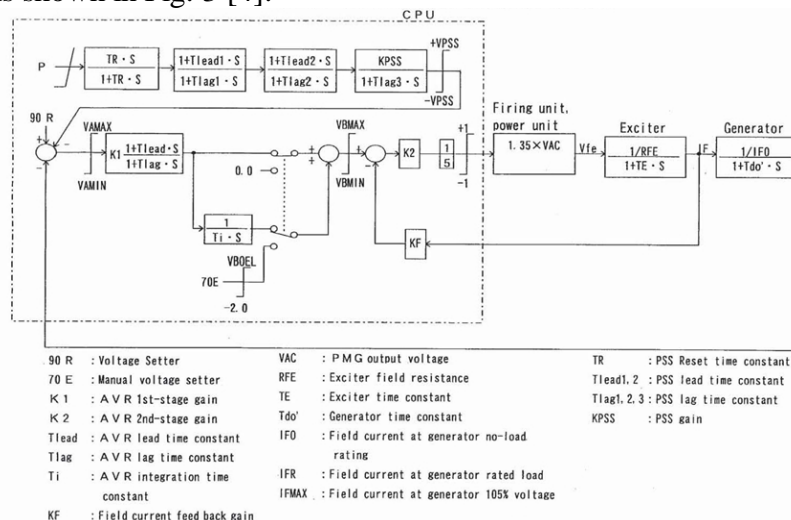 is shown in Fig. 3 [4].
CPU
P
TR · S
1+TR · S
1+Tlead1 · S
1+Tlag1 · S
1+Tlead2 · S
1+Tlag2 · S
KPSS
1+Tlag3 · S
+VPSS
-VPSS
90 R
+
-
-
VAMAX
VAMIN
K1
1+Tlead · S
1+Tlag · S
0.0
1
Ti · S
+
+
VBMAX
VBMIN
+
-
K2
1
5
+1
-1
Firing unit,
power unit
1.35×VAC
Vfe
Exciter
1/RFE
1+TE · S
IF
Generator
1/IFO
1+Tdo' · S
KF
VBOEL
70E
-2.0
90 R : Voltage Setter
70 E : Manual voltage setter
K 1 : AVR 1st-stage gain
K 2 : AVR 2nd-stage gain
Tlead : AVR lead time constant
Tlag : AVR lag time constant
Ti : AVR integration time
constant
KF : Field current feed back gain
VAC : PMG output voltage
RFE : Exciter field resistance
TE : Exciter time constant
Tdo' : Generator time constant
IFO : Field current at generator no-load
rating
IFR : Field current at generator rated load
IFMAX : Field current at generator 105% voltage
TR : PSS Reset time constant
Tlead1, 2 : PSS lead time constant
Tlag1, 2, 3 : PSS lag time constant
KPSS : PSS gain